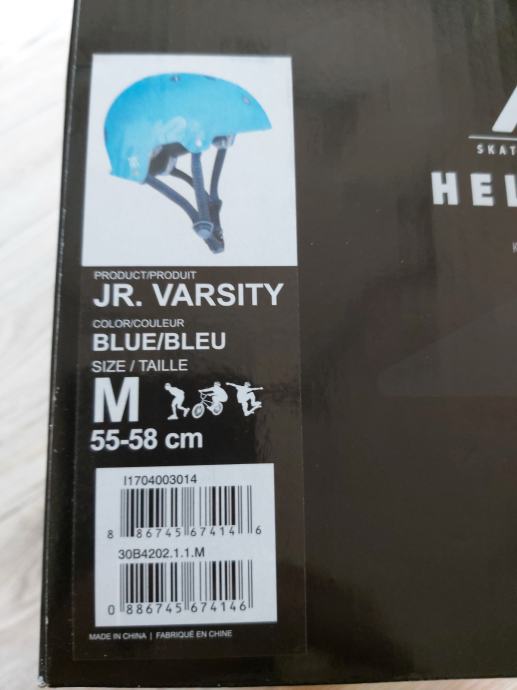 SKAT
HEL
K
PRODUCT/PRODUIT
JR. VARSITY
COLOR/COULEUR
BLUE/BLEU
SIZE / TAILLE
M
55-58 cm
I1704003014
8 86745 67414 6
30B4202.1.1.M
0 886745 674146
MADE IN CHINA | FABRIQUÉ EN CHINE